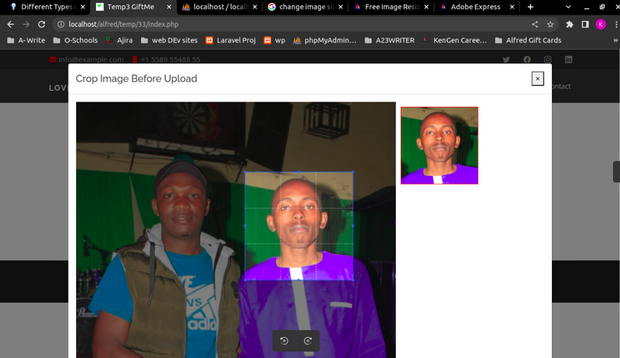 Different Types
Temp3 GiftMe
localhost / local
change image si
Free Image Resi
Adobe Express
localhost/alfred/temp/33/index.php
K
A-Write
O-Schools
Ajira
web DEv sites
Laravel Proj
wp
phpMyAdmin...
A23WRITER
KenGen Caree...
Alfred Gift Cards
info@example.com
+1 5589 55488 55
Crop Image Before Upload
×
LOV
ontact
adida